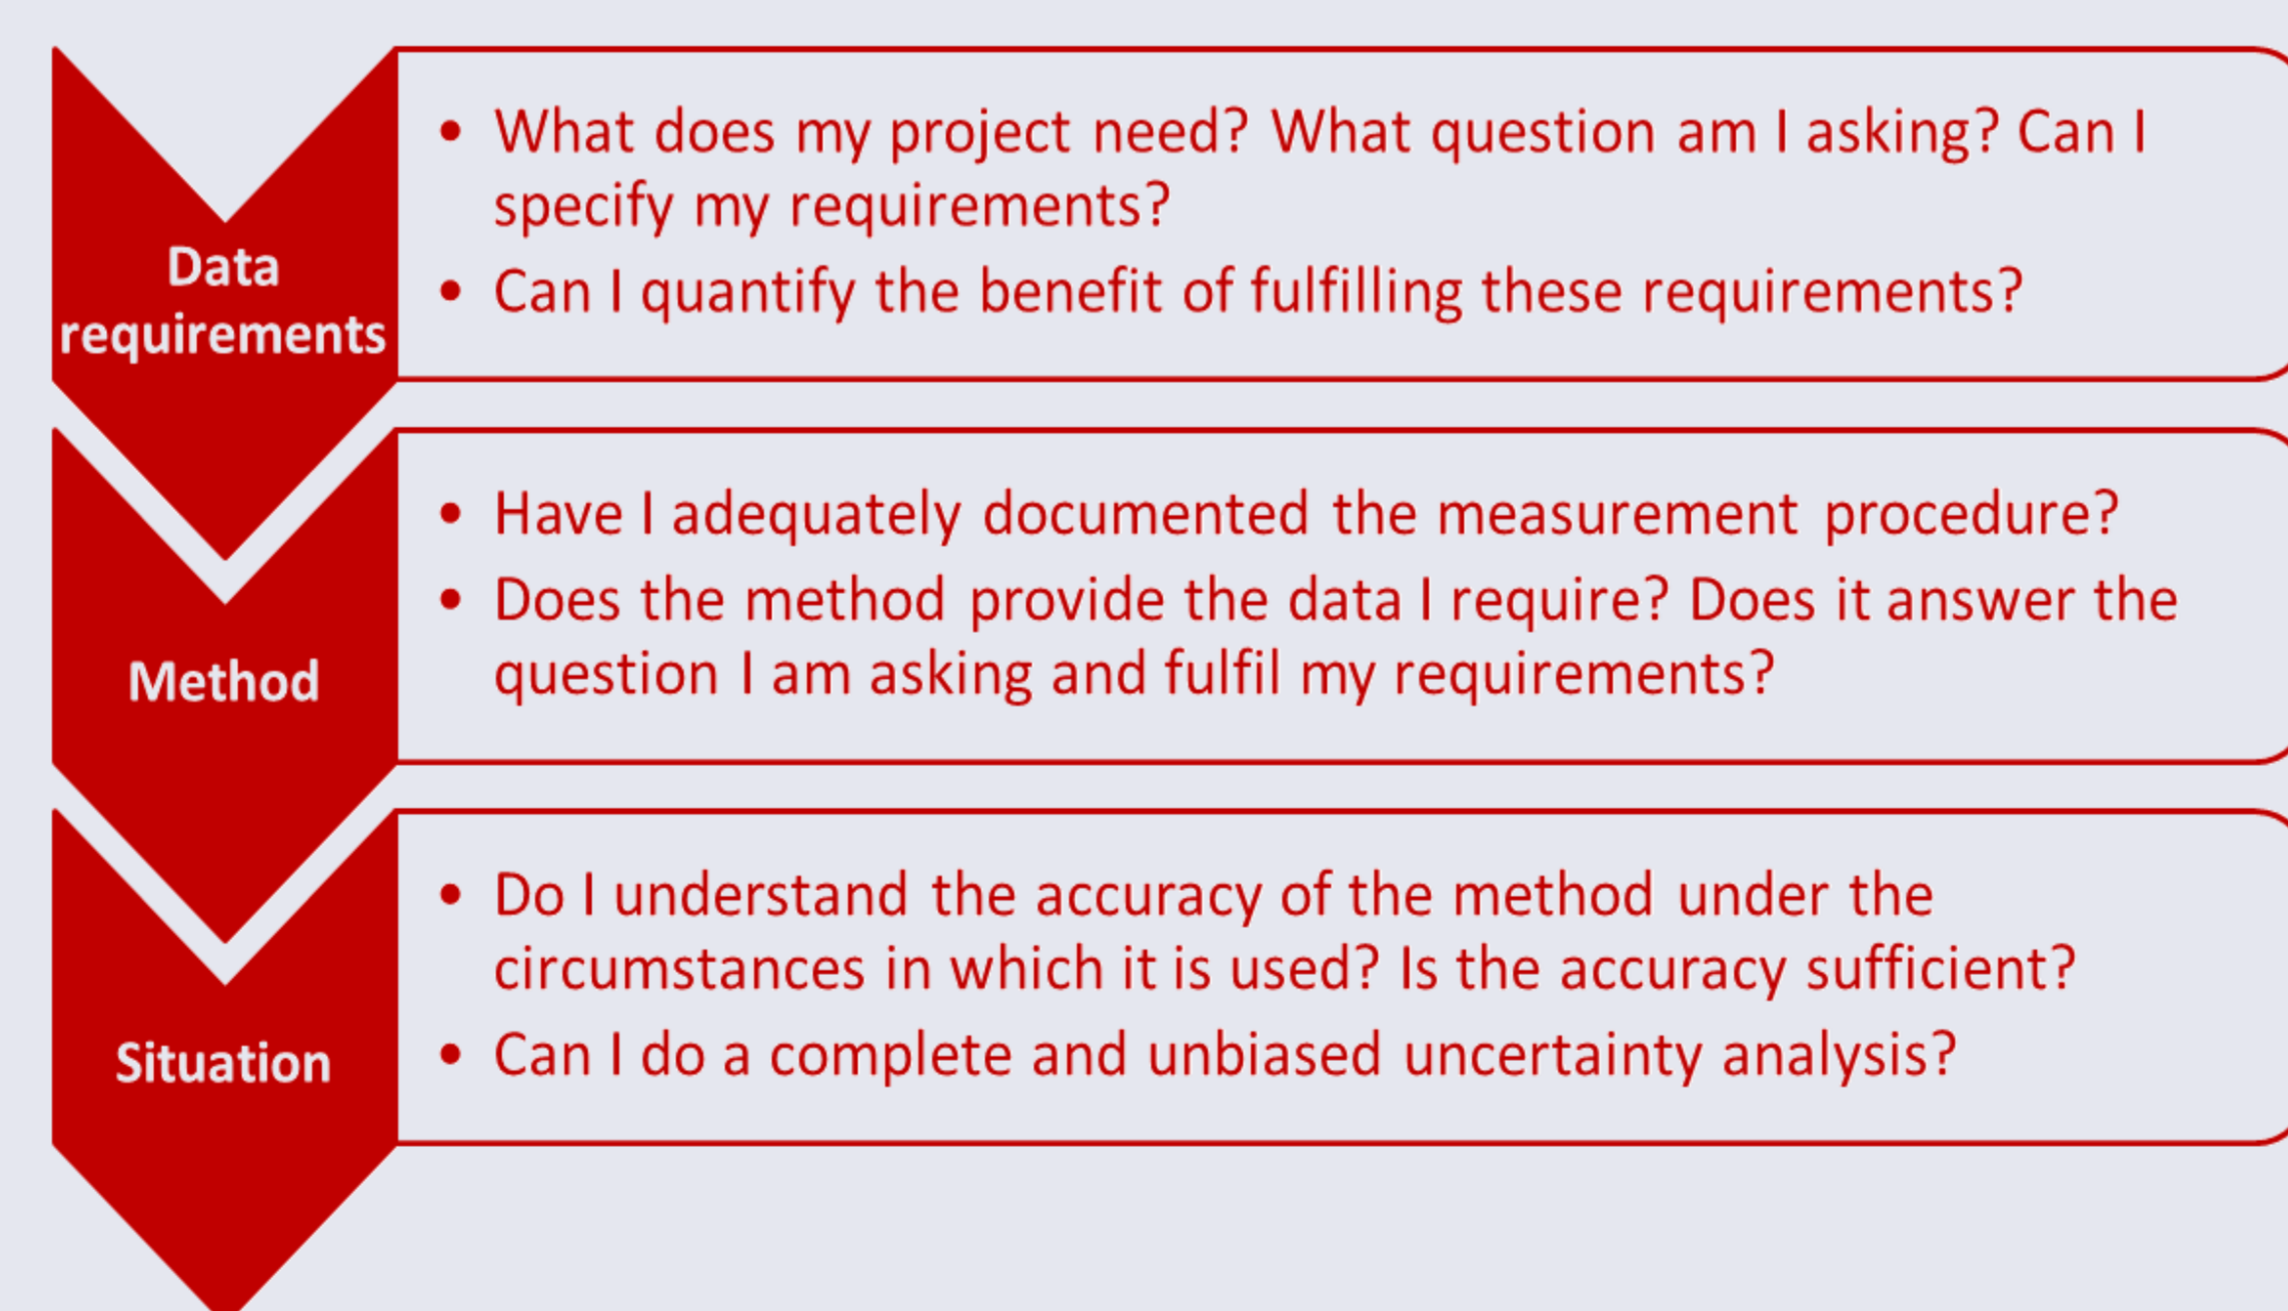 Data
requirements
• What does my project need? What question am I asking? Can I
specify my requirements?
• Can I quantify the benefit of fulfilling these requirements?
Method
• Have I adequately documented the measurement procedure?
• Does the method provide the data I require? Does it answer the
question I am asking and fulfil my requirements?
Situation
• Do I understand the accuracy of the method under the
circumstances in which it is used? Is the accuracy sufficient?
• Can I do a complete and unbiased uncertainty analysis?